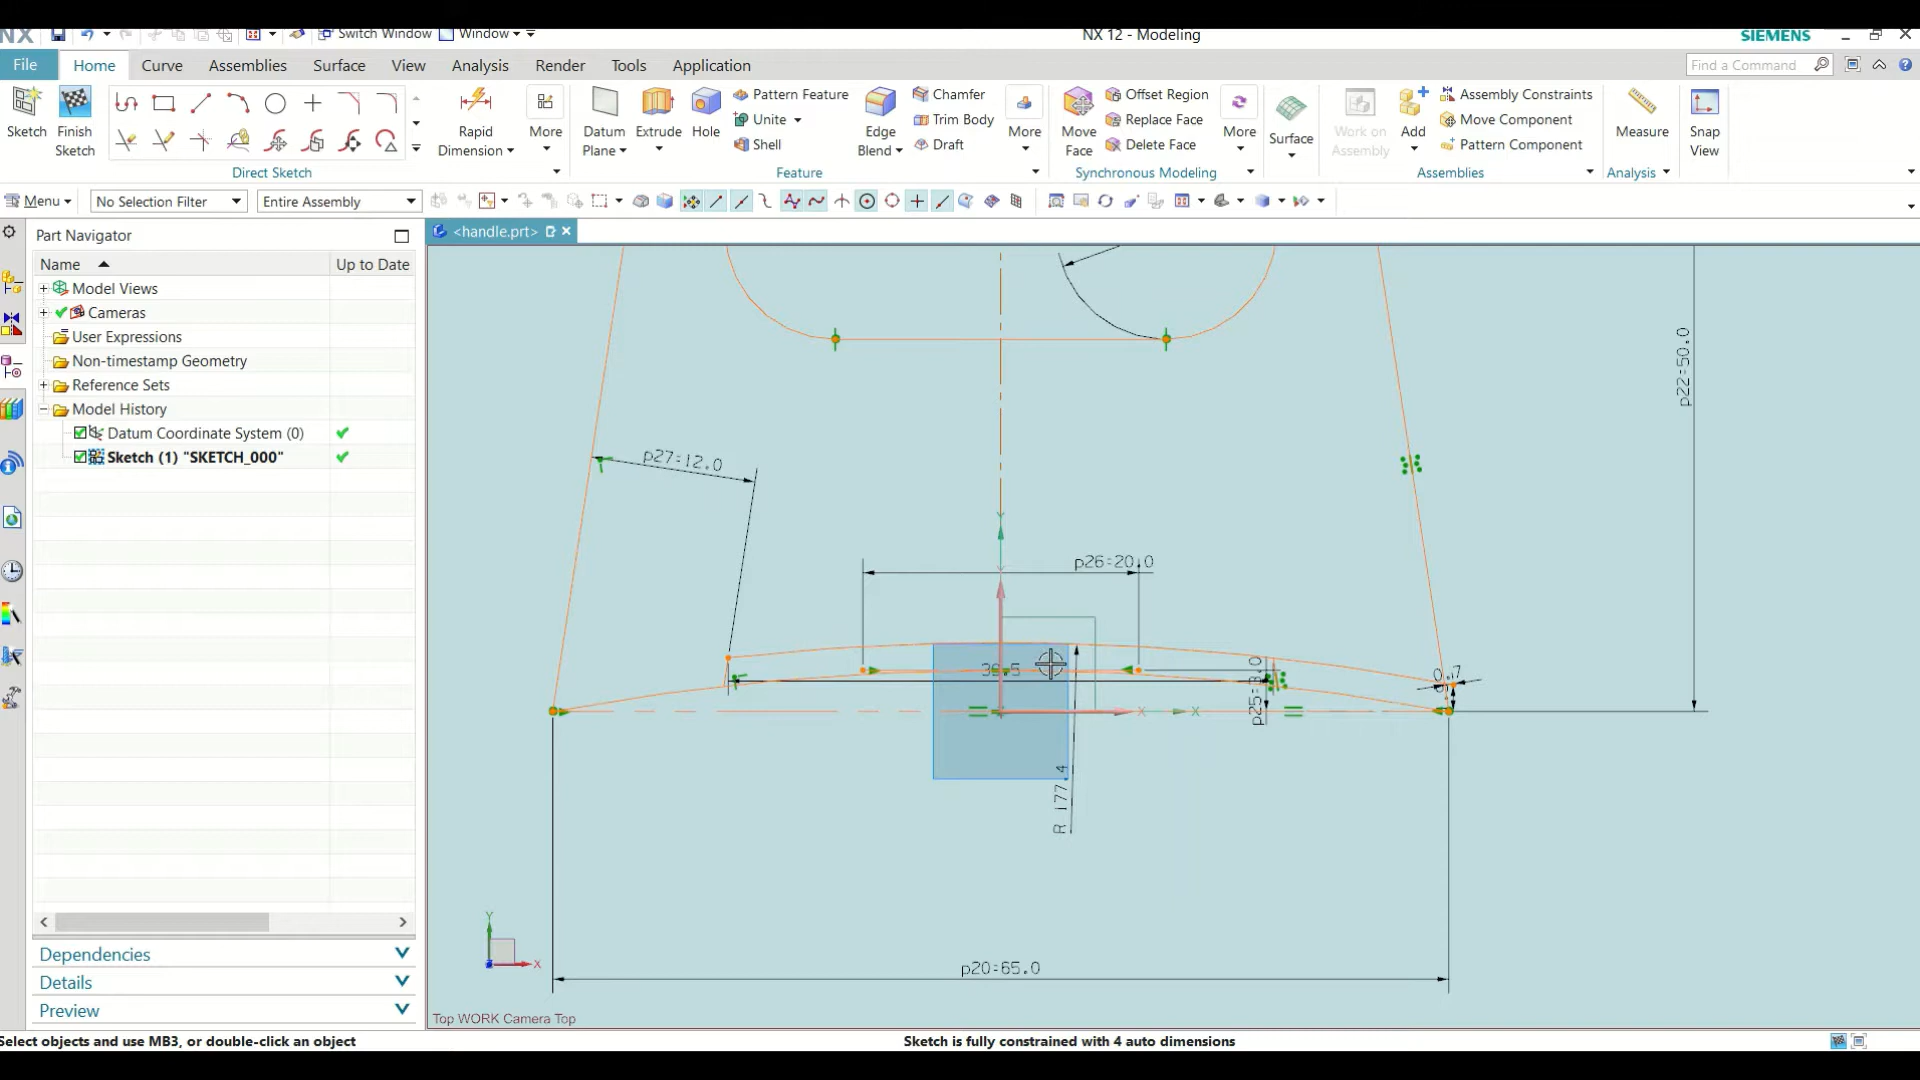 NX
Switch Window
Window
NX 12 - Modeling
SIEMENS
File
Home
Curve
Assemblies
Surface
View
Analysis
Render
Tools
Application
Find a Command
Sketch
Finish Sketch
Direct Sketch
Rapid Dimension
More
Datum Plane
Extrude
Hole
Pattern Feature
Unite
Shell
Edge Blend
Chamfer
Trim Body
Draft
More
Feature
Move Face
Offset Region
Replace Face
Delete Face
More
Synchronous Modeling
Surface
Work on Assembly
Add
Assembly Constraints
Move Component
Pattern Component
Assemblies
Measure
Analysis
Snap View
Menu
No Selection Filter
Entire Assembly
Part Navigator
<handle.prt>
Name
Up to Date
Model Views
Cameras
User Expressions
Non-timestamp Geometry
Reference Sets
Model History
Datum Coordinate System (0)
Sketch (1) "SKETCH_000"
p22=50.0
p27=12.0
p26=20.0
Y
39.5
p25=3.0
0.7
X
X
R 177.4
p20=65.0
Y
X
Top WORK Camera Top
Dependencies
Details
Preview
Select objects and use MB3, or double-click an object
Sketch is fully constrained with 4 auto dimensions